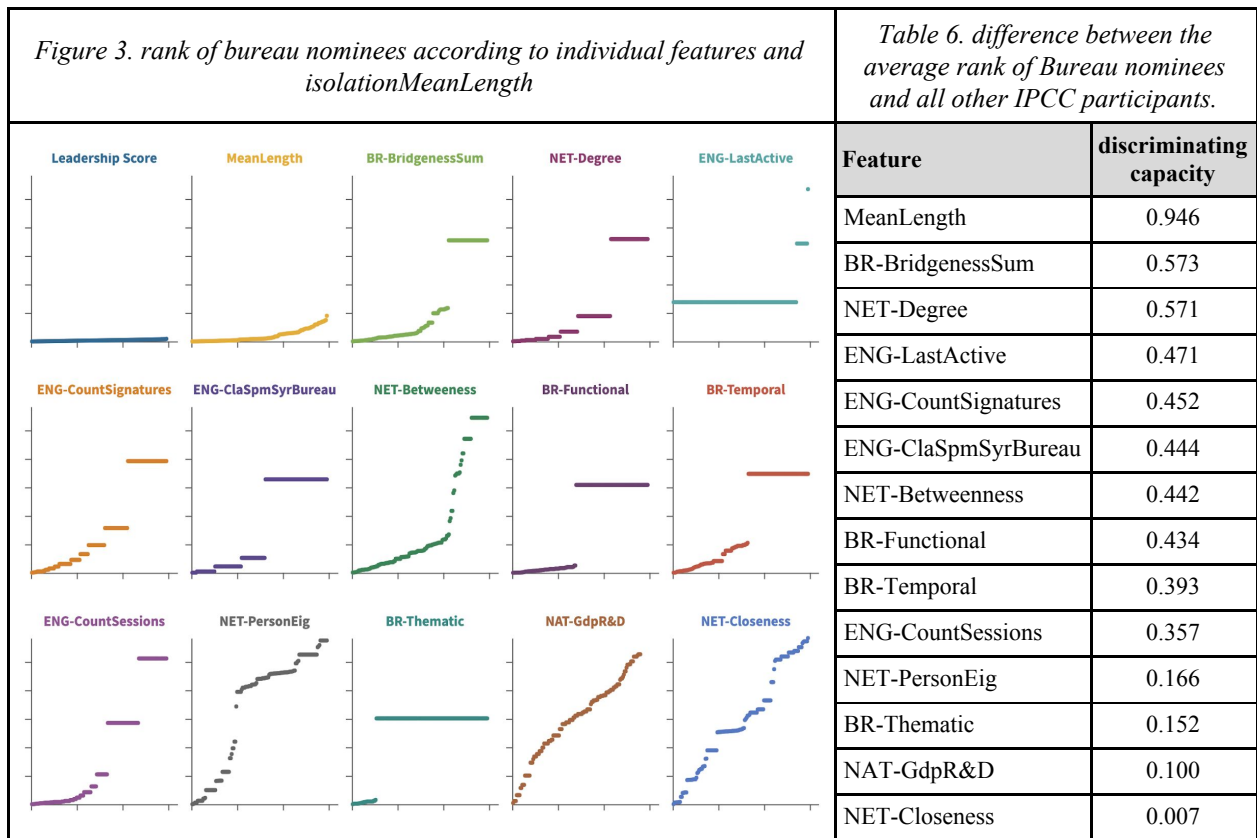 Figure 3. rank of bureau nominees according to individual features and
isolationMeanLength
Table 6. difference between the
average rank of Bureau nominees
and all other IPCC participants.
Leadership Score
MeanLength
BR-BridgenessSum
NET-Degree
ENG-LastActive
ENG-CountSignatures
ENG-ClaSpmSyrBureau
NET-Betweeness
BR-Functional
BR-Temporal
ENG-CountSessions
NET-PersonEig
BR-Thematic
NAT-GdpR&D
NET-Closeness
Feature
discriminating
capacity
MeanLength 0.946
BR-BridgenessSum 0.573
NET-Degree 0.571
ENG-LastActive 0.471
ENG-CountSignatures 0.452
ENG-ClaSpmSyrBureau 0.444
NET-Betweenness 0.442
BR-Functional 0.434
BR-Temporal 0.393
ENG-CountSessions 0.357
NET-PersonEig 0.166
BR-Thematic 0.152
NAT-GdpR&D 0.100
NET-Closeness 0.007